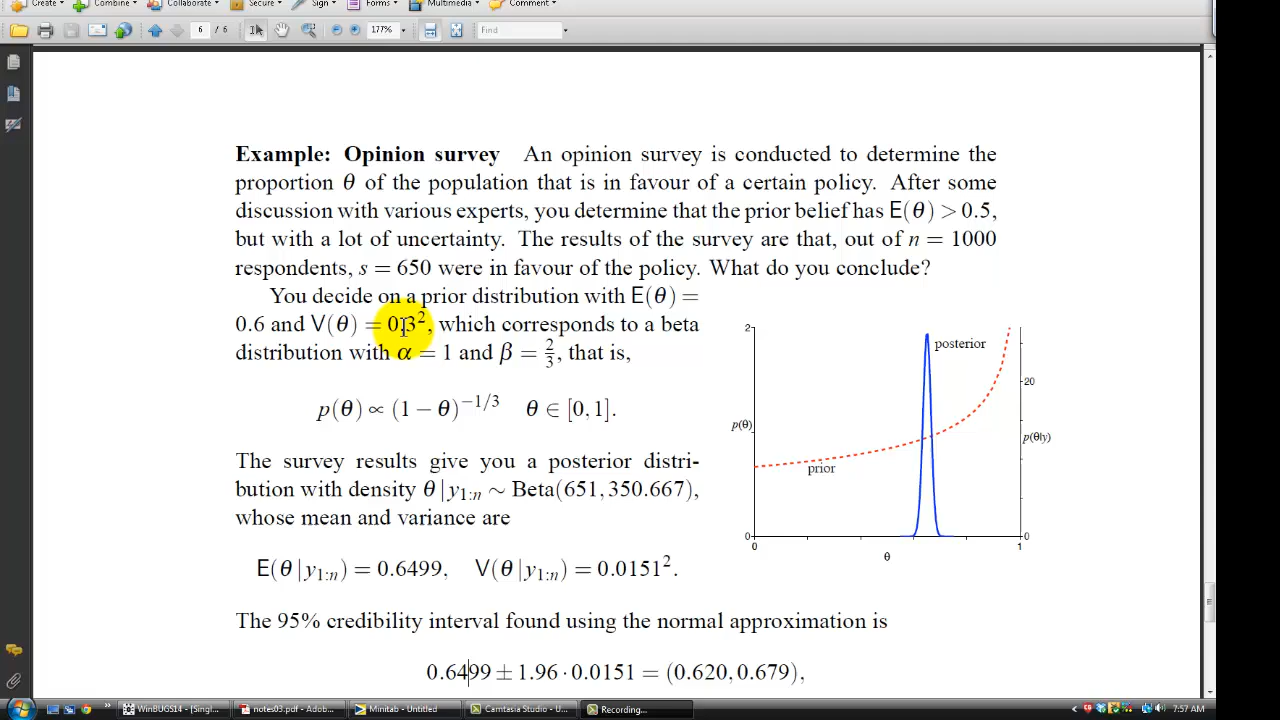 Create Combine Collaborate Secure Sign Forms Multimedia Comment
6 / 6 177% Find
Example: Opinion survey An opinion survey is conducted to determine the
proportion θ of the population that is in favour of a certain policy. After some
discussion with various experts, you determine that the prior belief has E(θ) > 0.5,
but with a lot of uncertainty. The results of the survey are that, out of n = 1000
respondents, s = 650 were in favour of the policy. What do you conclude?
You decide on a prior distribution with E(θ) =
0.6 and V(θ) = 0.3², which corresponds to a beta
distribution with α = 1 and β = 2/3, that is,
p(θ) ∝ (1 − θ)^−1/3 θ ∈ [0, 1].
The survey results give you a posterior distri-
bution with density θ | y1:n ∼ Beta(651, 350.667),
whose mean and variance are
E(θ | y1:n) = 0.6499, V(θ | y1:n) = 0.0151².
2
posterior
20
p(θ)
p(θ|y)
prior
0
0
0
1
θ
The 95% credibility interval found using the normal approximation is
0.6499 ± 1.96 · 0.0151 = (0.620, 0.679),
WinBUGS14 - [Singl... notes03.pdf - Adob... Minitab - Untitled Camtasia Studio - U... Recording... 7:57 AM